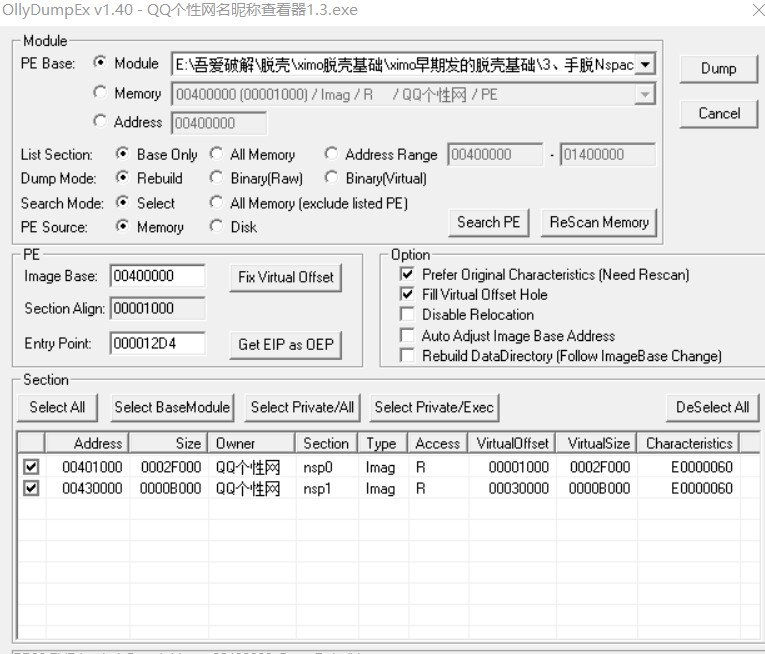 OllyDumpEx v1.40 - QQ个性网名昵称查看器1.3.exe
Module
PE Base: Module E:\吾爱破解\脱壳\ximo脱壳基础\ximo早期发的脱壳基础\3、手脱Nspac Dump
Memory 00400000 (00001000) / Imag / R / QQ个性网 / PE
Cancel
Address 00400000
List Section: Base Only All Memory Address Range 00400000 - 01400000
Dump Mode: Rebuild Binary(Raw) Binary(Virtual)
Search Mode: Select All Memory (exclude listed PE)
PE Source: Memory Disk Search PE ReScan Memory
PE
Image Base: 00400000 Fix Virtual Offset
Section Align: 00001000
Entry Point: 000012D4 Get EIP as OEP
Option
Prefer Original Characteristics (Need Rescan)
Fill Virtual Offset Hole
Disable Relocation
Auto Adjust Image Base Address
Rebuild DataDirectory (Follow ImageBase Change)
Section
Select All Select BaseModule Select Private/All Select Private/Exec DeSelect All
Address Size Owner Section Type Access VirtualOffset VirtualSize Characteristics
00401000 0002F000 QQ个性网 nsp0 Imag R 00001000 0002F000 E0000060
00430000 0000B000 QQ个性网 nsp1 Imag R 00030000 0000B000 E0000060